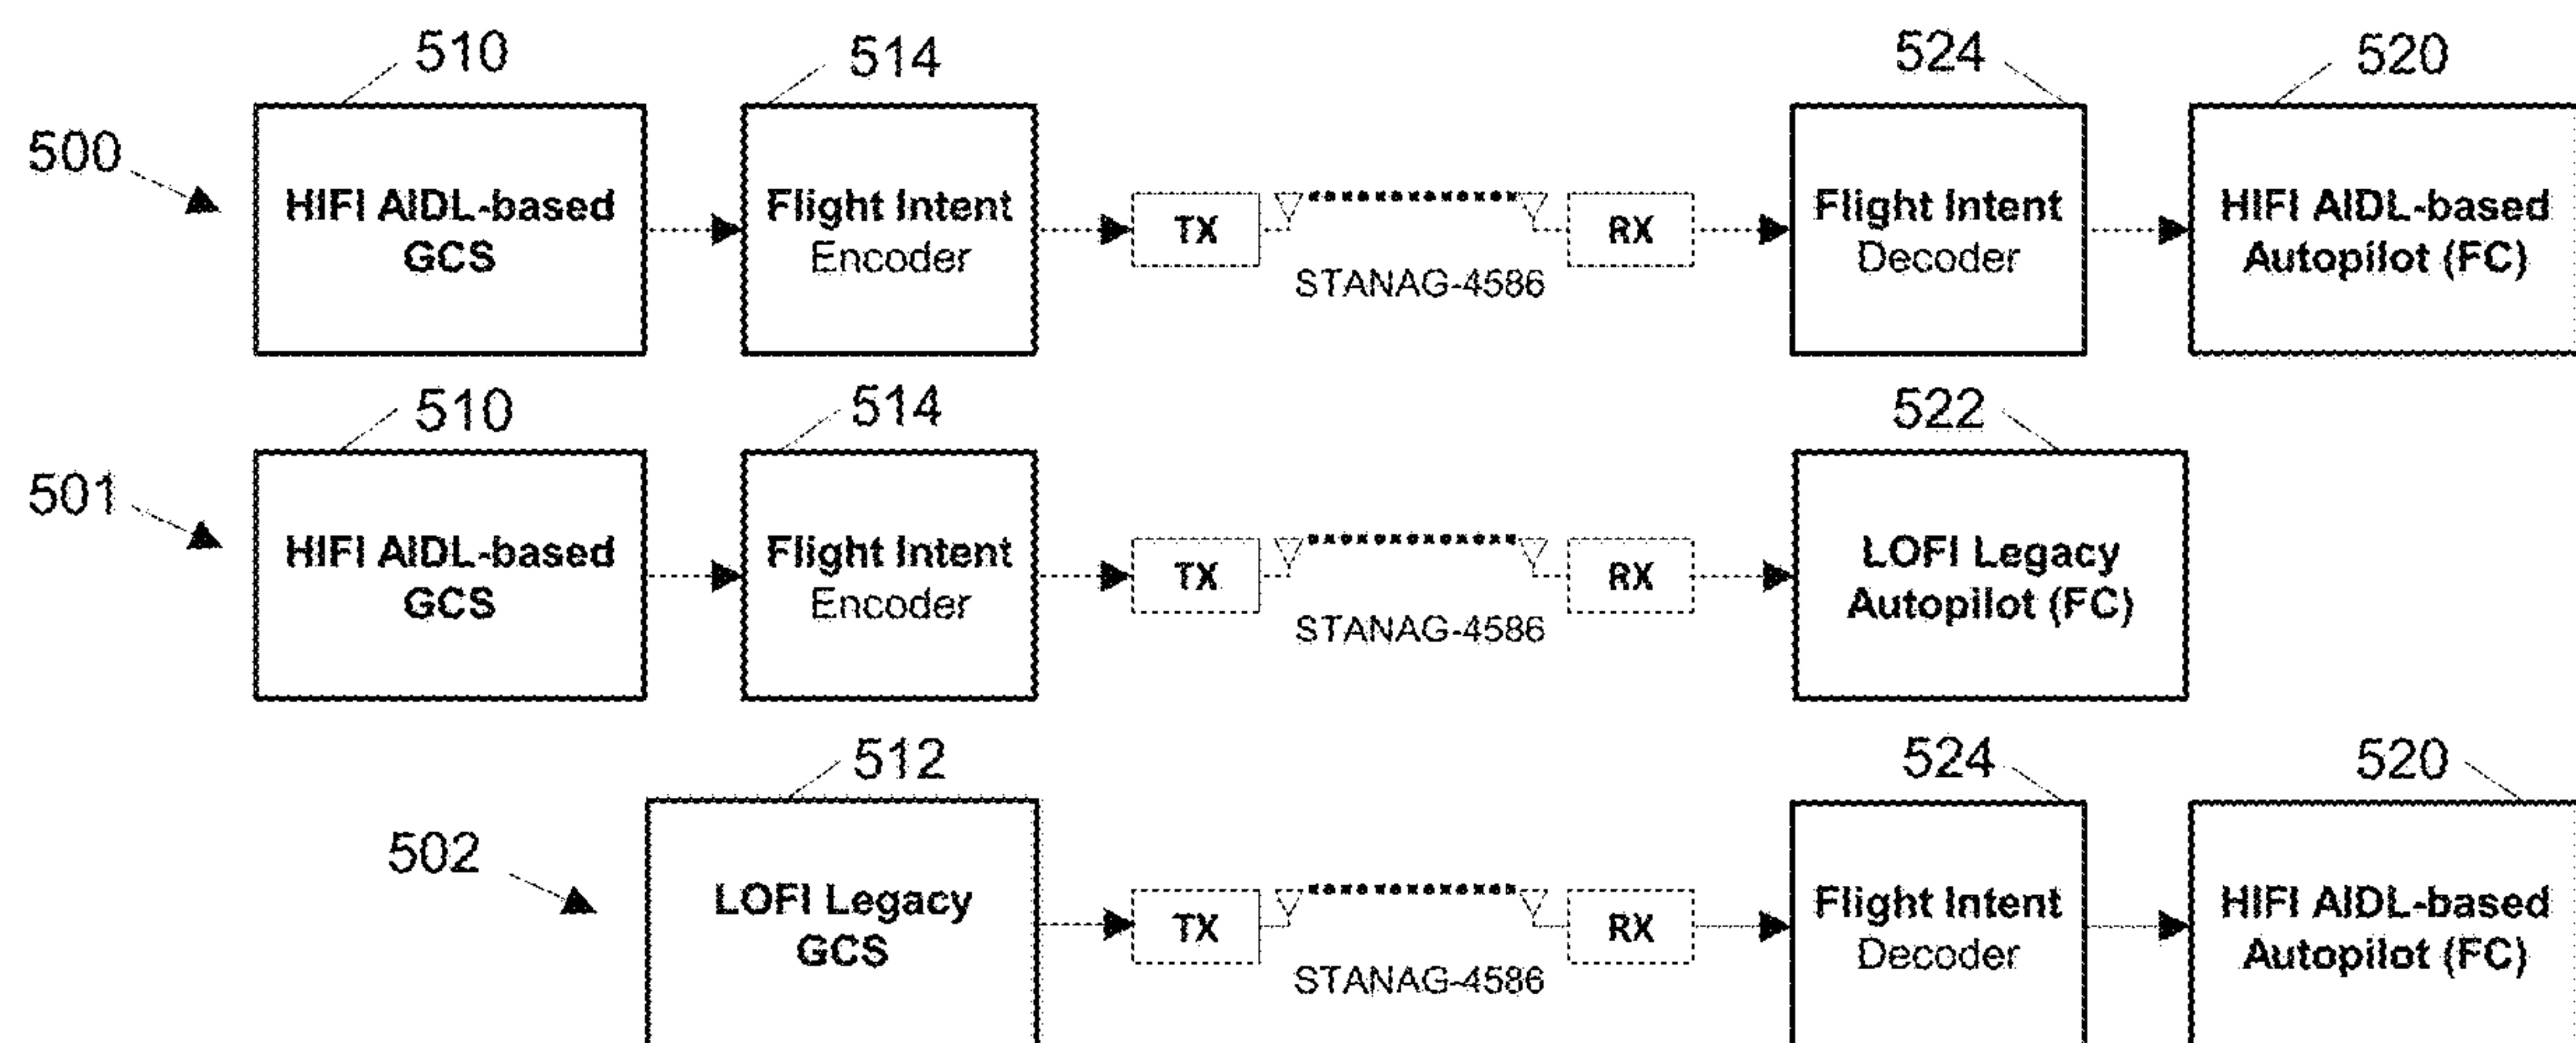 510 514 524 520
500
HIFI AIDL-based Flight Intent TX RX Flight Intent HIFI AIDL-based
GCS Encoder STANAG-4586 Decoder Autopilot (FC)
510 514 522
501
HIFI AIDL-based Flight Intent TX RX LOFI Legacy
GCS Encoder STANAG-4586 Autopilot (FC)
512 524 520
502
LOFI Legacy TX RX Flight Intent HIFI AIDL-based
GCS STANAG-4586 Decoder Autopilot (FC)